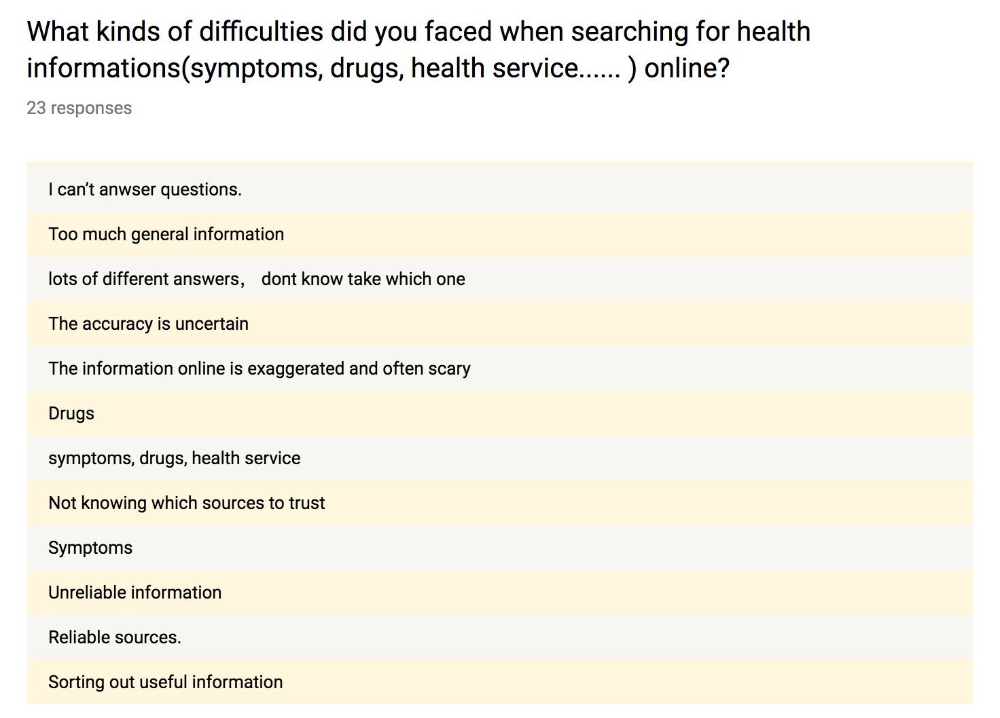 What kinds of difficulties did you faced when searching for health
informations(symptoms, drugs, health service...... ) online?
23 responses
I can’t anwser questions.
Too much general information
lots of different answers， dont know take which one
The accuracy is uncertain
The information online is exaggerated and often scary
Drugs
symptoms, drugs, health service
Not knowing which sources to trust
Symptoms
Unreliable information
Reliable sources.
Sorting out useful information